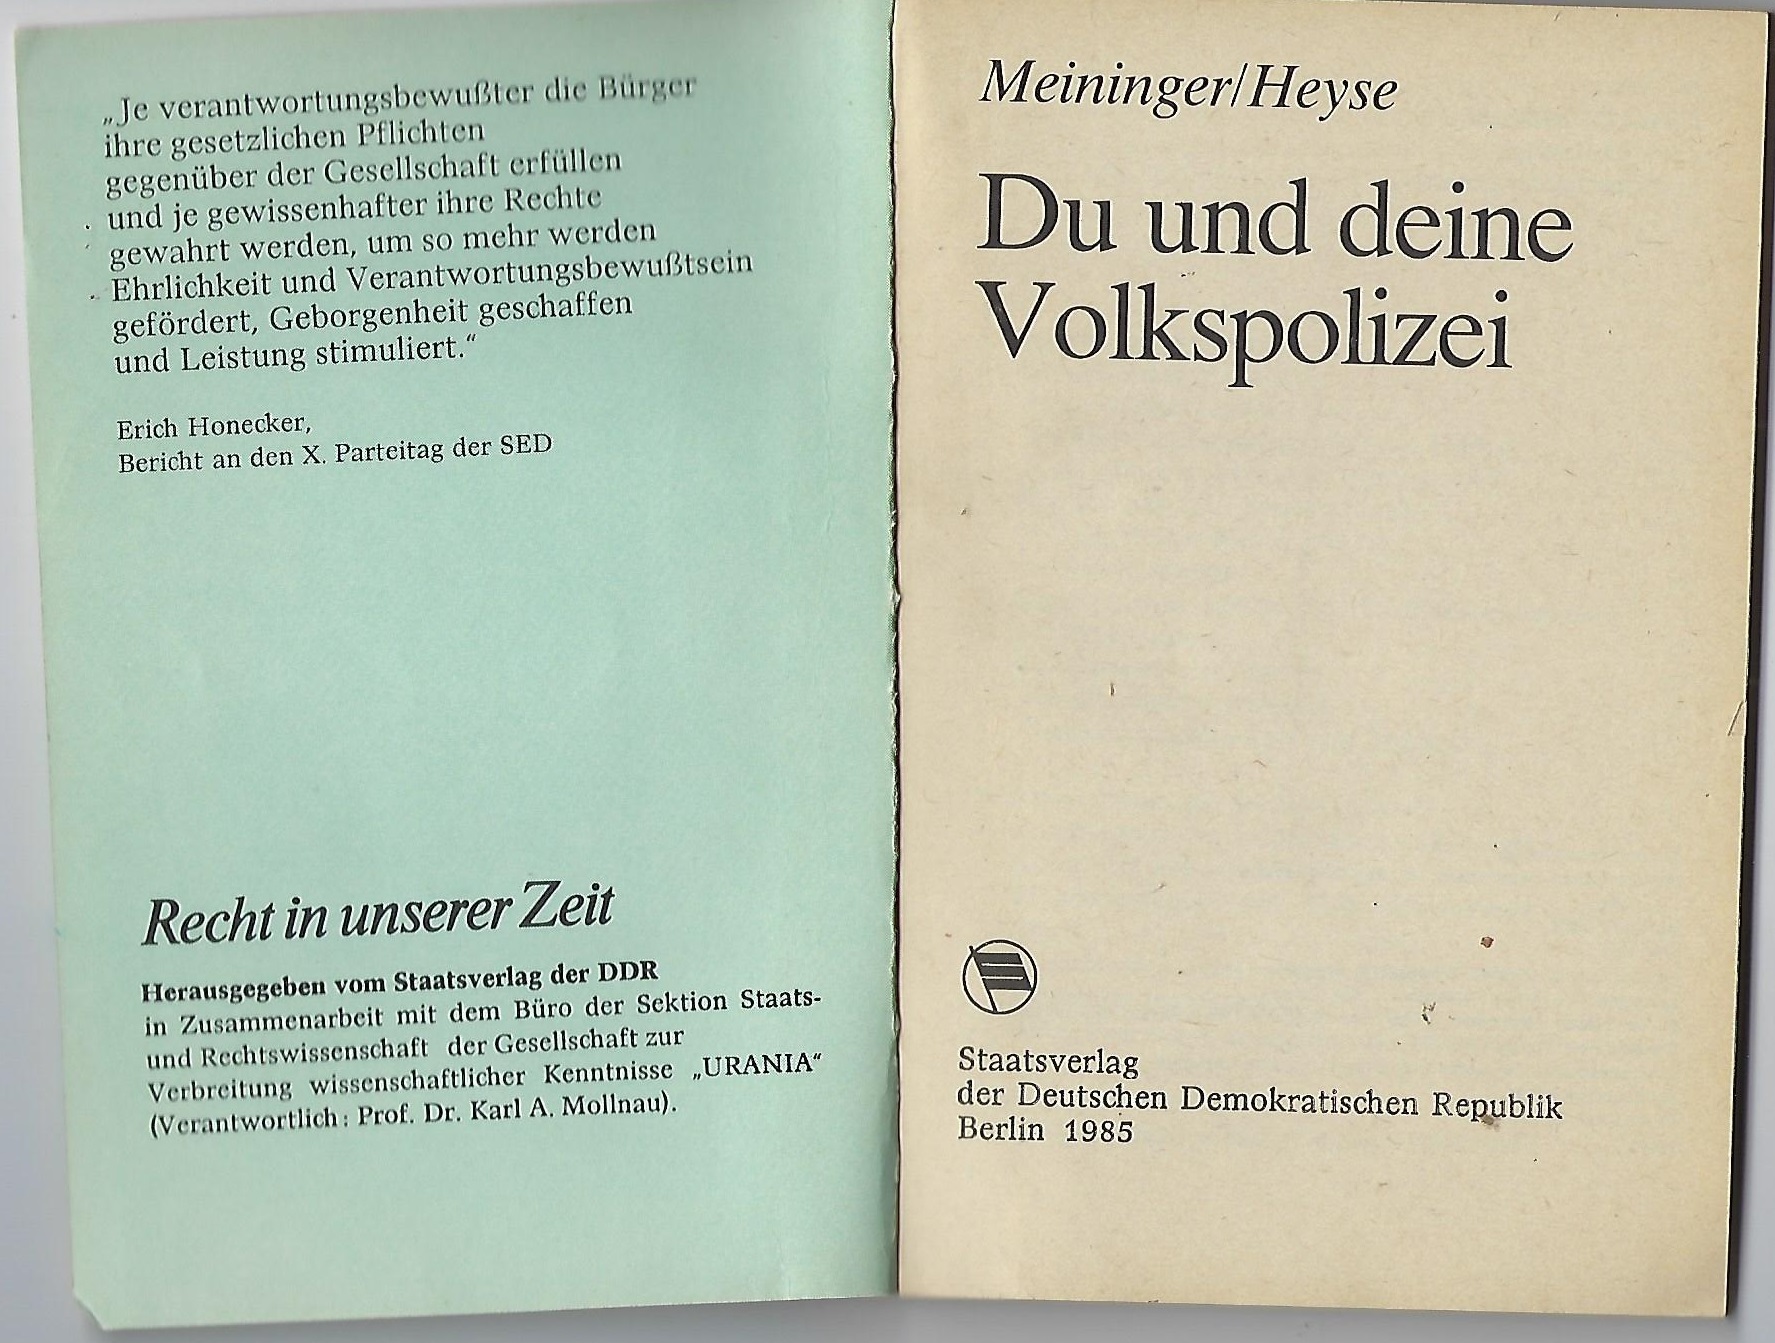 „Je verantwortungsbewußter die Bürger
ihre gesetzlichen Pflichten
gegenüber der Gesellschaft erfüllen
und je gewissenhafter ihre Rechte
gewahrt werden, um so mehr werden
Ehrlichkeit und Verantwortungsbewußtsein
gefördert, Geborgenheit geschaffen
und Leistung stimuliert.“
Erich Honecker,
Bericht an den X. Parteitag der SED
Recht in unserer Zeit
Herausgegeben vom Staatsverlag der DDR
in Zusammenarbeit mit dem Büro der Sektion Staats-
und Rechtswissenschaft der Gesellschaft zur
Verbreitung wissenschaftlicher Kenntnisse „URANIA“
(Verantwortlich: Prof. Dr. Karl A. Mollnau).
Meininger/Heyse
Du und deine
Volkspolizei
Staatsverlag
der Deutschen Demokratischen Republik
Berlin 1985